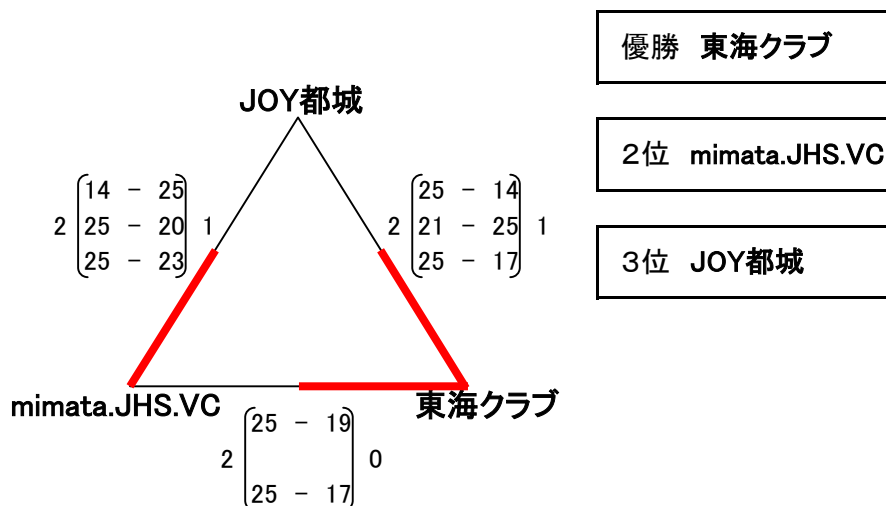 優勝 東海クラブ
JOY都城
2位 mimata.JHS.VC
14 - 25
2 25 - 20 1
25 - 23
25 - 14
2 21 - 25 1
25 - 17
3位 JOY都城
mimata.JHS.VC
東海クラブ
25 - 19
2 0
25 - 17